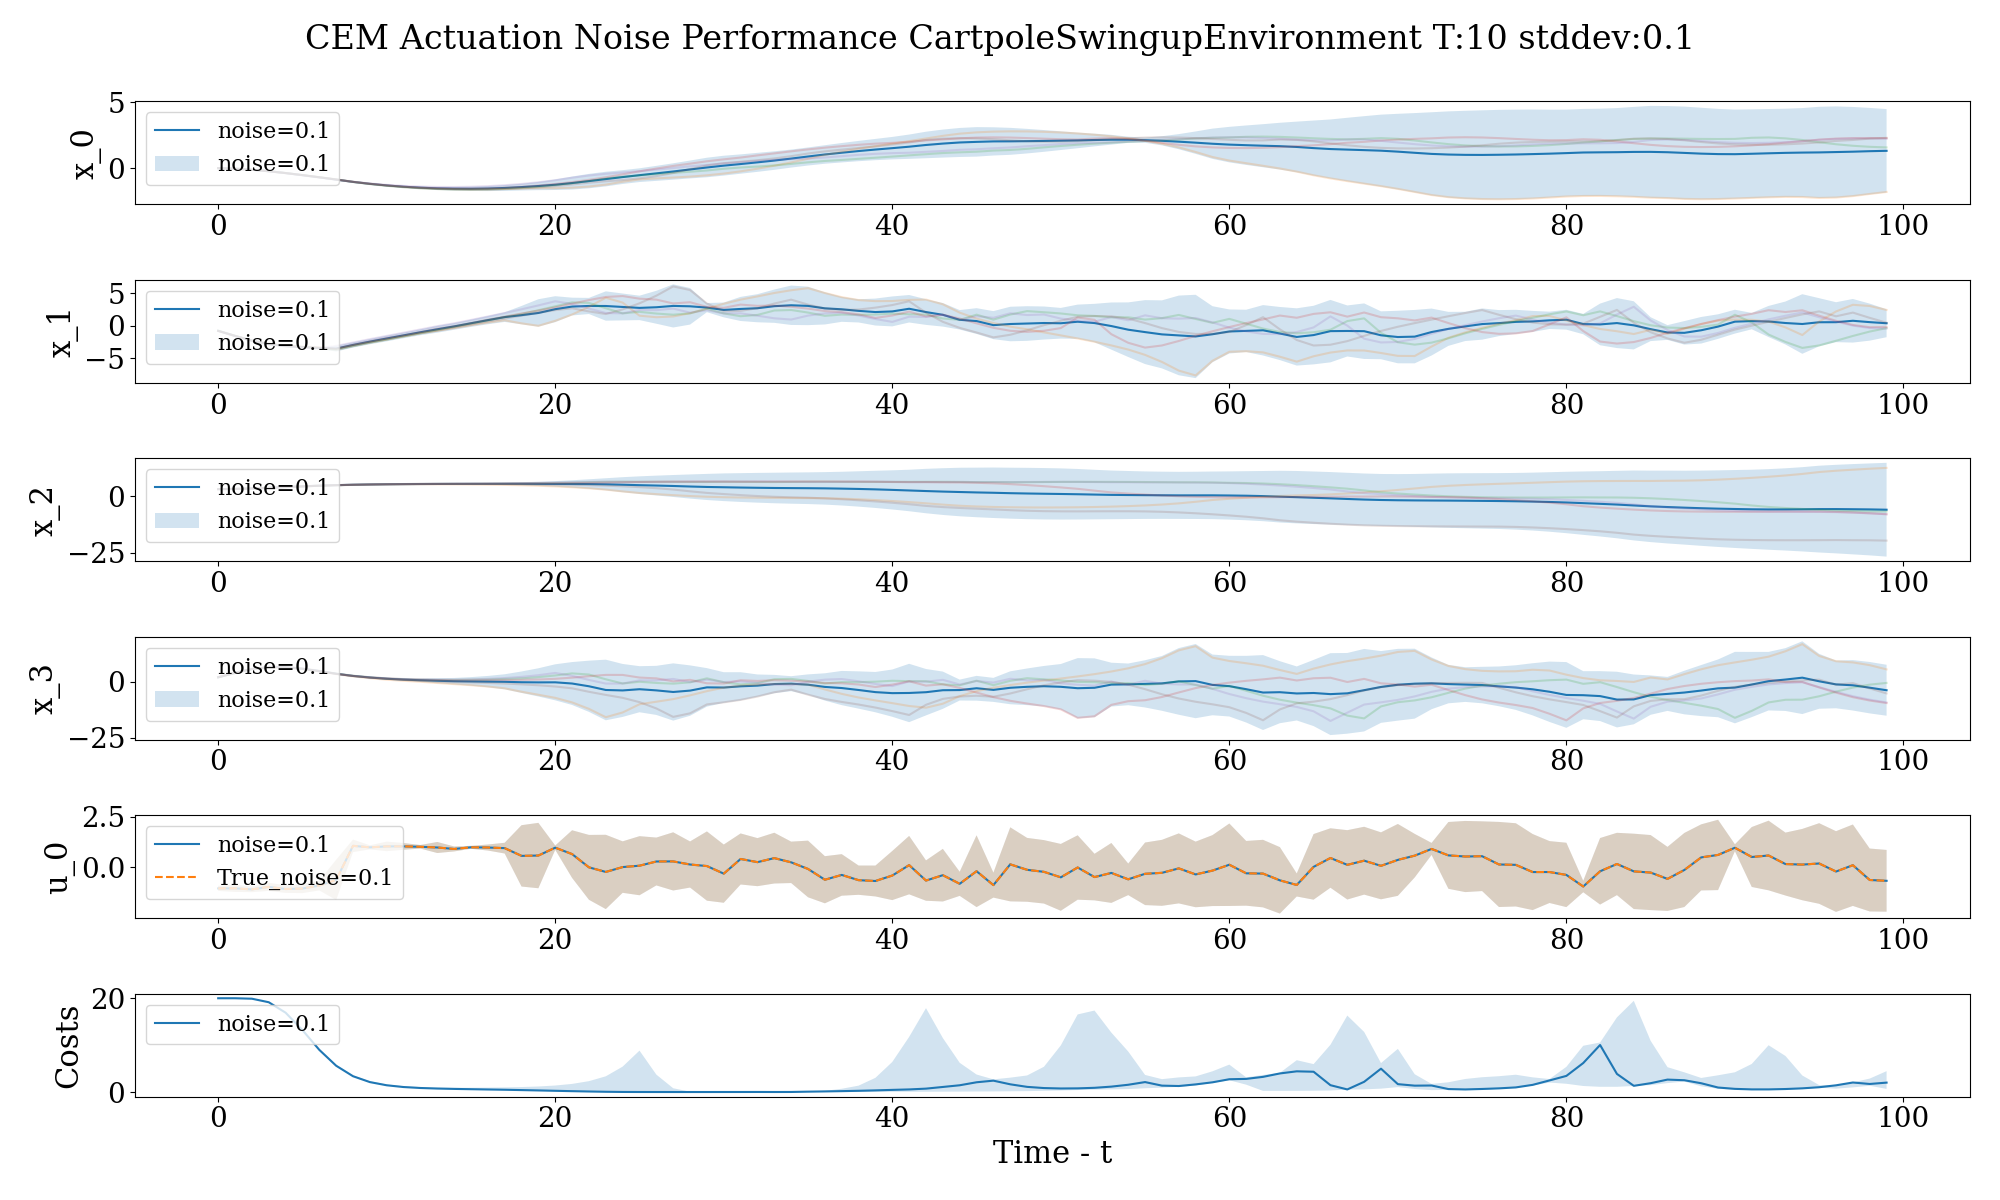 CEM Actuation Noise Performance CartpoleSwingupEnvironment T:10 stddev:0.1
x_0
5
0
noise=0.1
noise=0.1
0 20 40 60 80 100
x_1
5
0
−5
noise=0.1
noise=0.1
0 20 40 60 80 100
x_2
0
−25
noise=0.1
noise=0.1
0 20 40 60 80 100
x_3
0
−25
noise=0.1
noise=0.1
0 20 40 60 80 100
u_0
2.5
0.0
noise=0.1
True_noise=0.1
0 20 40 60 80 100
Costs
20
0
noise=0.1
0 20 40 60 80 100
Time - t